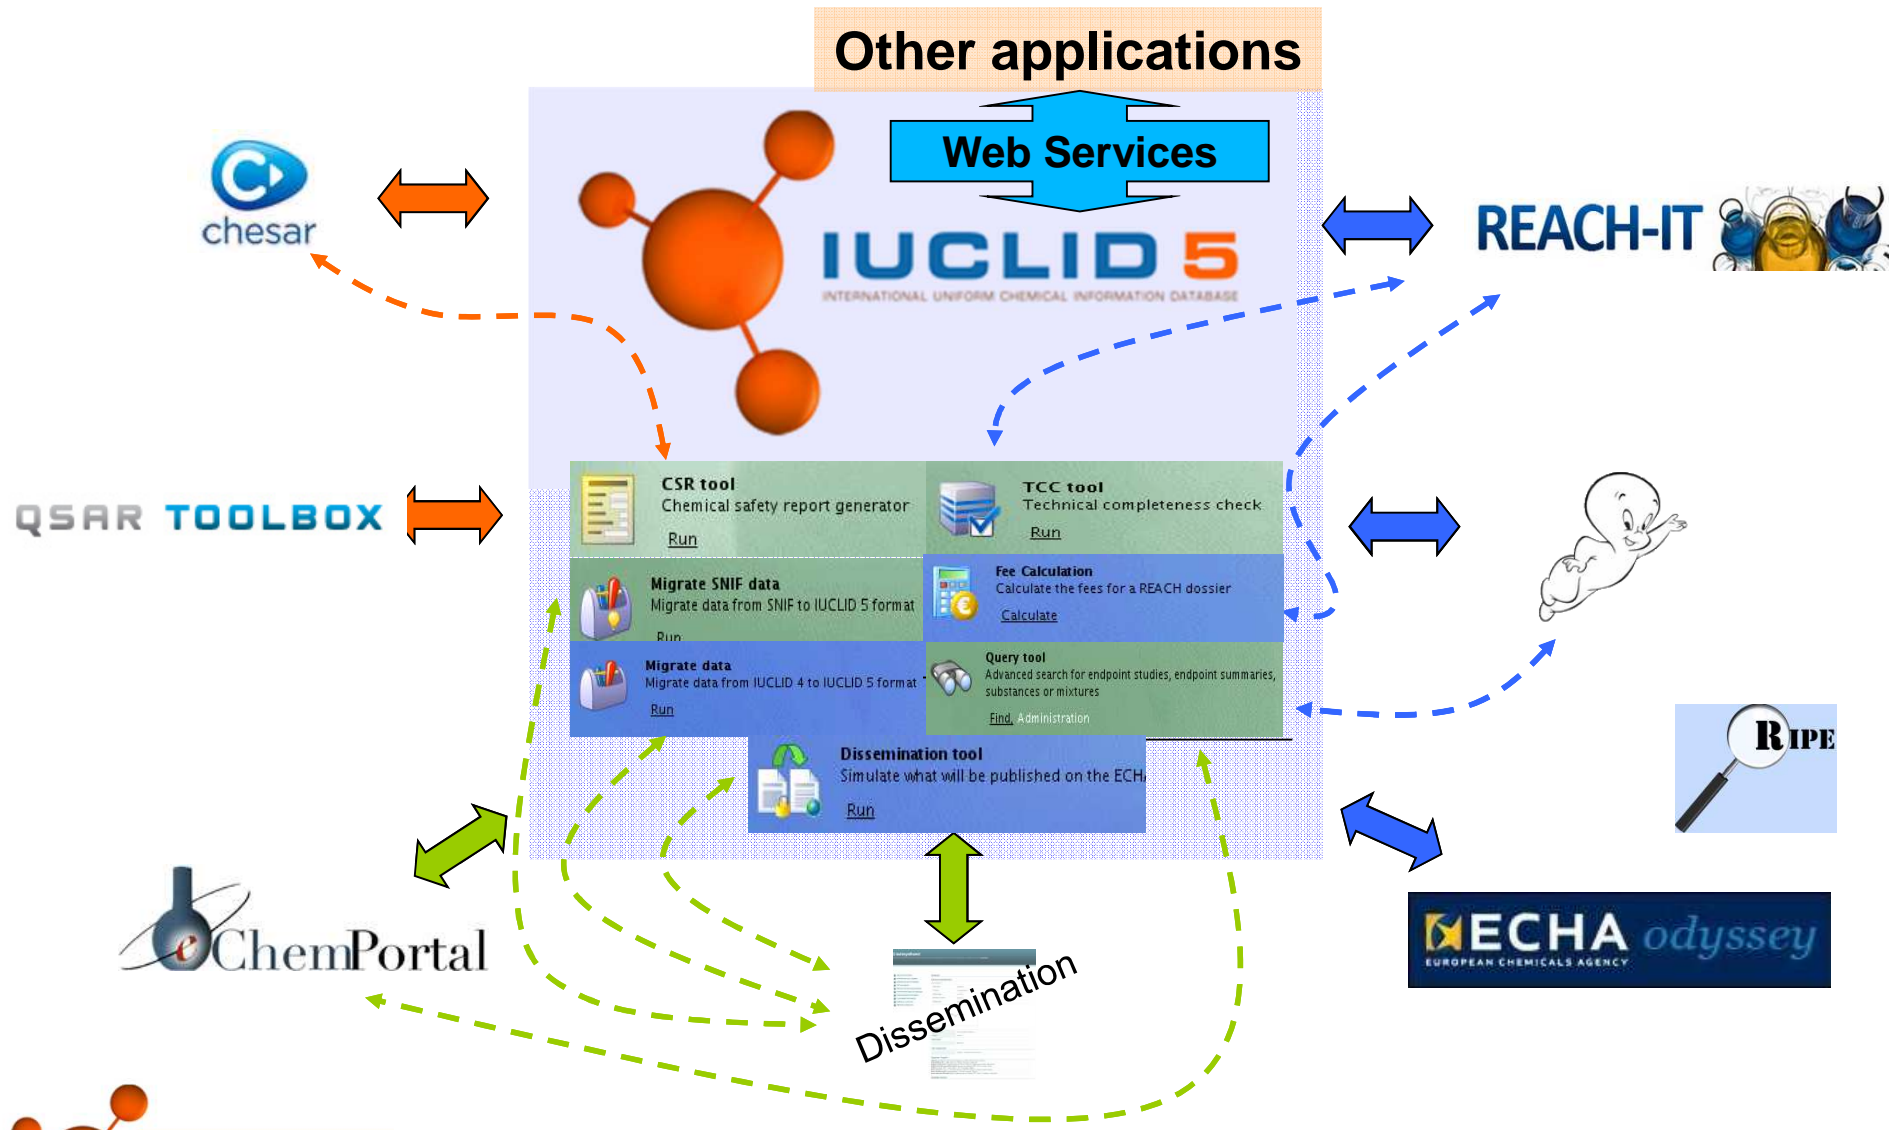 Other applications
Web Services
chesar
IUCLID 5
INTERNATIONAL UNIFORM CHEMICAL INFORMATION DATABASE
REACH-IT
QSAR TOOLBOX
CSR tool
Chemical safety report generator
Run
TCC tool
Technical completeness check
Run
Migrate SNIF data
Migrate data from SNIF to IUCLID 5 format
Run
Fee Calculation
Calculate the fees for a REACH dossier
Calculate
Migrate data
Migrate data from IUCLID 4 to IUCLID 5 format
Run
Query tool
Advanced search for endpoint studies, endpoint summaries,
substances or mixtures
Find, Administration
Dissemination tool
Simulate what will be published on the ECHA
Run
RIPE
eChemPortal
Dissemination
ECHA odyssey
EUROPEAN CHEMICALS AGENCY